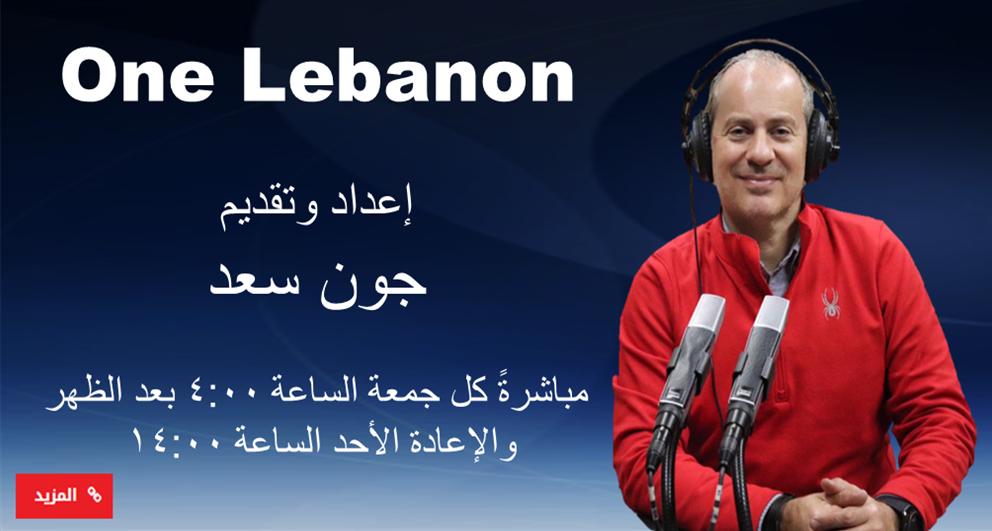 One Lebanon
إعداد وتقديم
جون سعد
مباشرةً كل جمعة الساعة ٤:٠٠ بعد الظهر
والإعادة الأحد الساعة ١٤:٠٠
المزيد